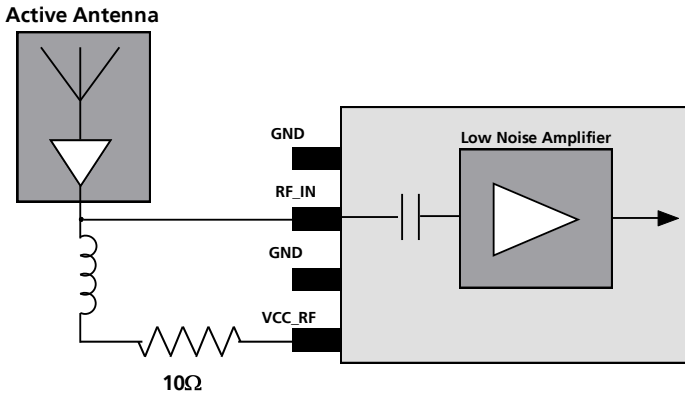 Active Antenna
GND
Low Noise Amplifier
RF_IN
GND
VCC_RF
10Ω